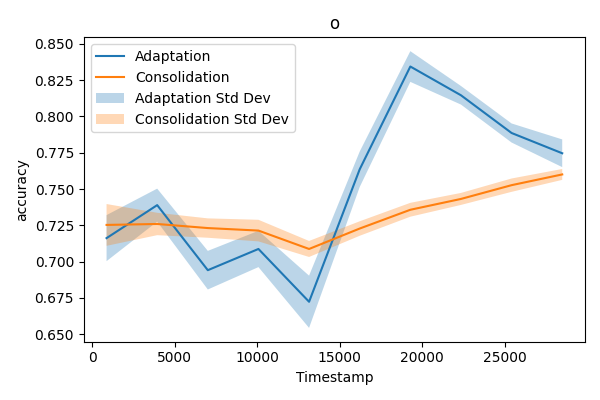 o
0.850
0.825
0.800
0.775
0.750
0.725
0.700
0.675
0.650
accuracy
Adaptation
Consolidation
Adaptation Std Dev
Consolidation Std Dev
0 5000 10000 15000 20000 25000
Timestamp